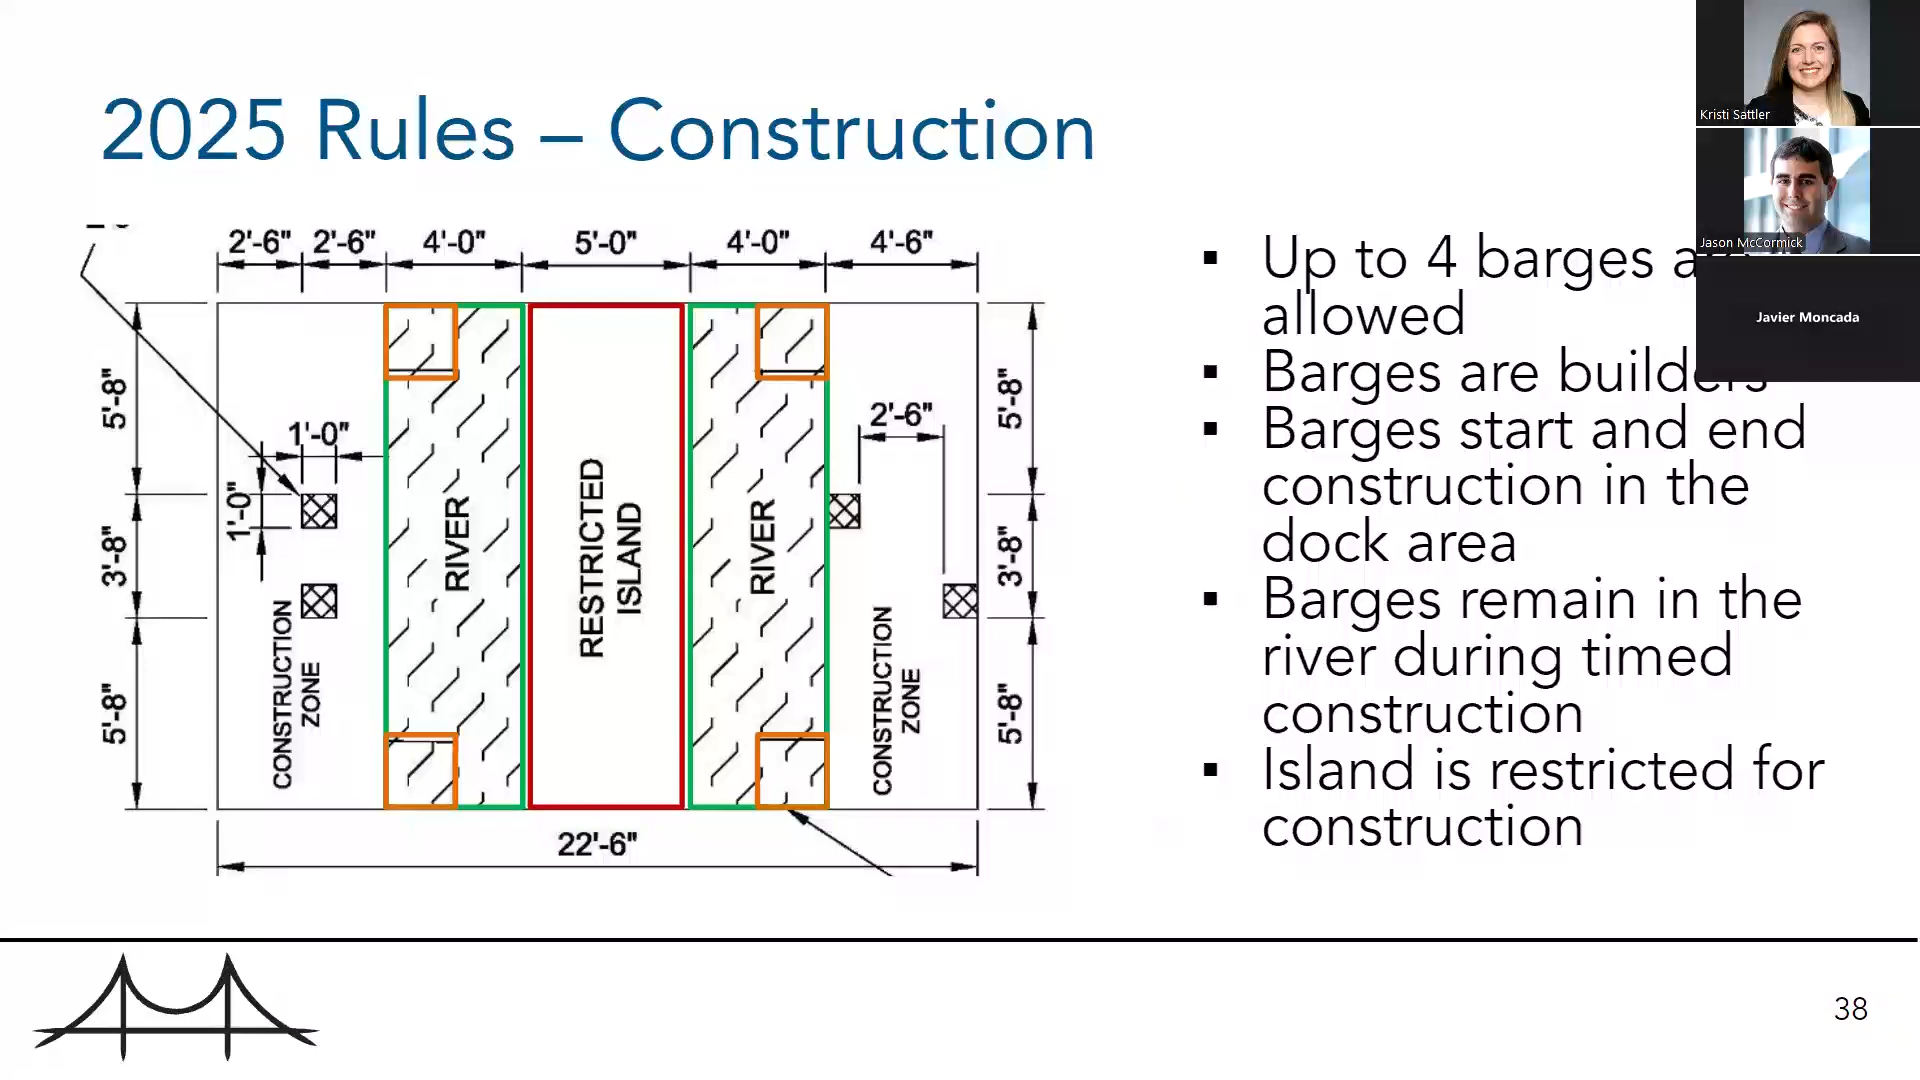 2025 Rules – Construction
Kristi Sattler
Jason McCormick
Javier Moncada
2'-6" 2'-6" 4'-0" 5'-0" 4'-0" 4'-6"
5'-8"
3'-8"
5'-8"
1'-0"
1'-0"
2'-6"
CONSTRUCTION
ZONE
RIVER
RESTRICTED
ISLAND
RIVER
CONSTRUCTION
ZONE
5'-8"
3'-8"
5'-8"
22'-6"
▪ Up to 4 barges
allowed
▪ Barges are builders
▪ Barges start and end
construction in the
dock area
▪ Barges remain in the
river during timed
construction
▪ Island is restricted for
construction
38